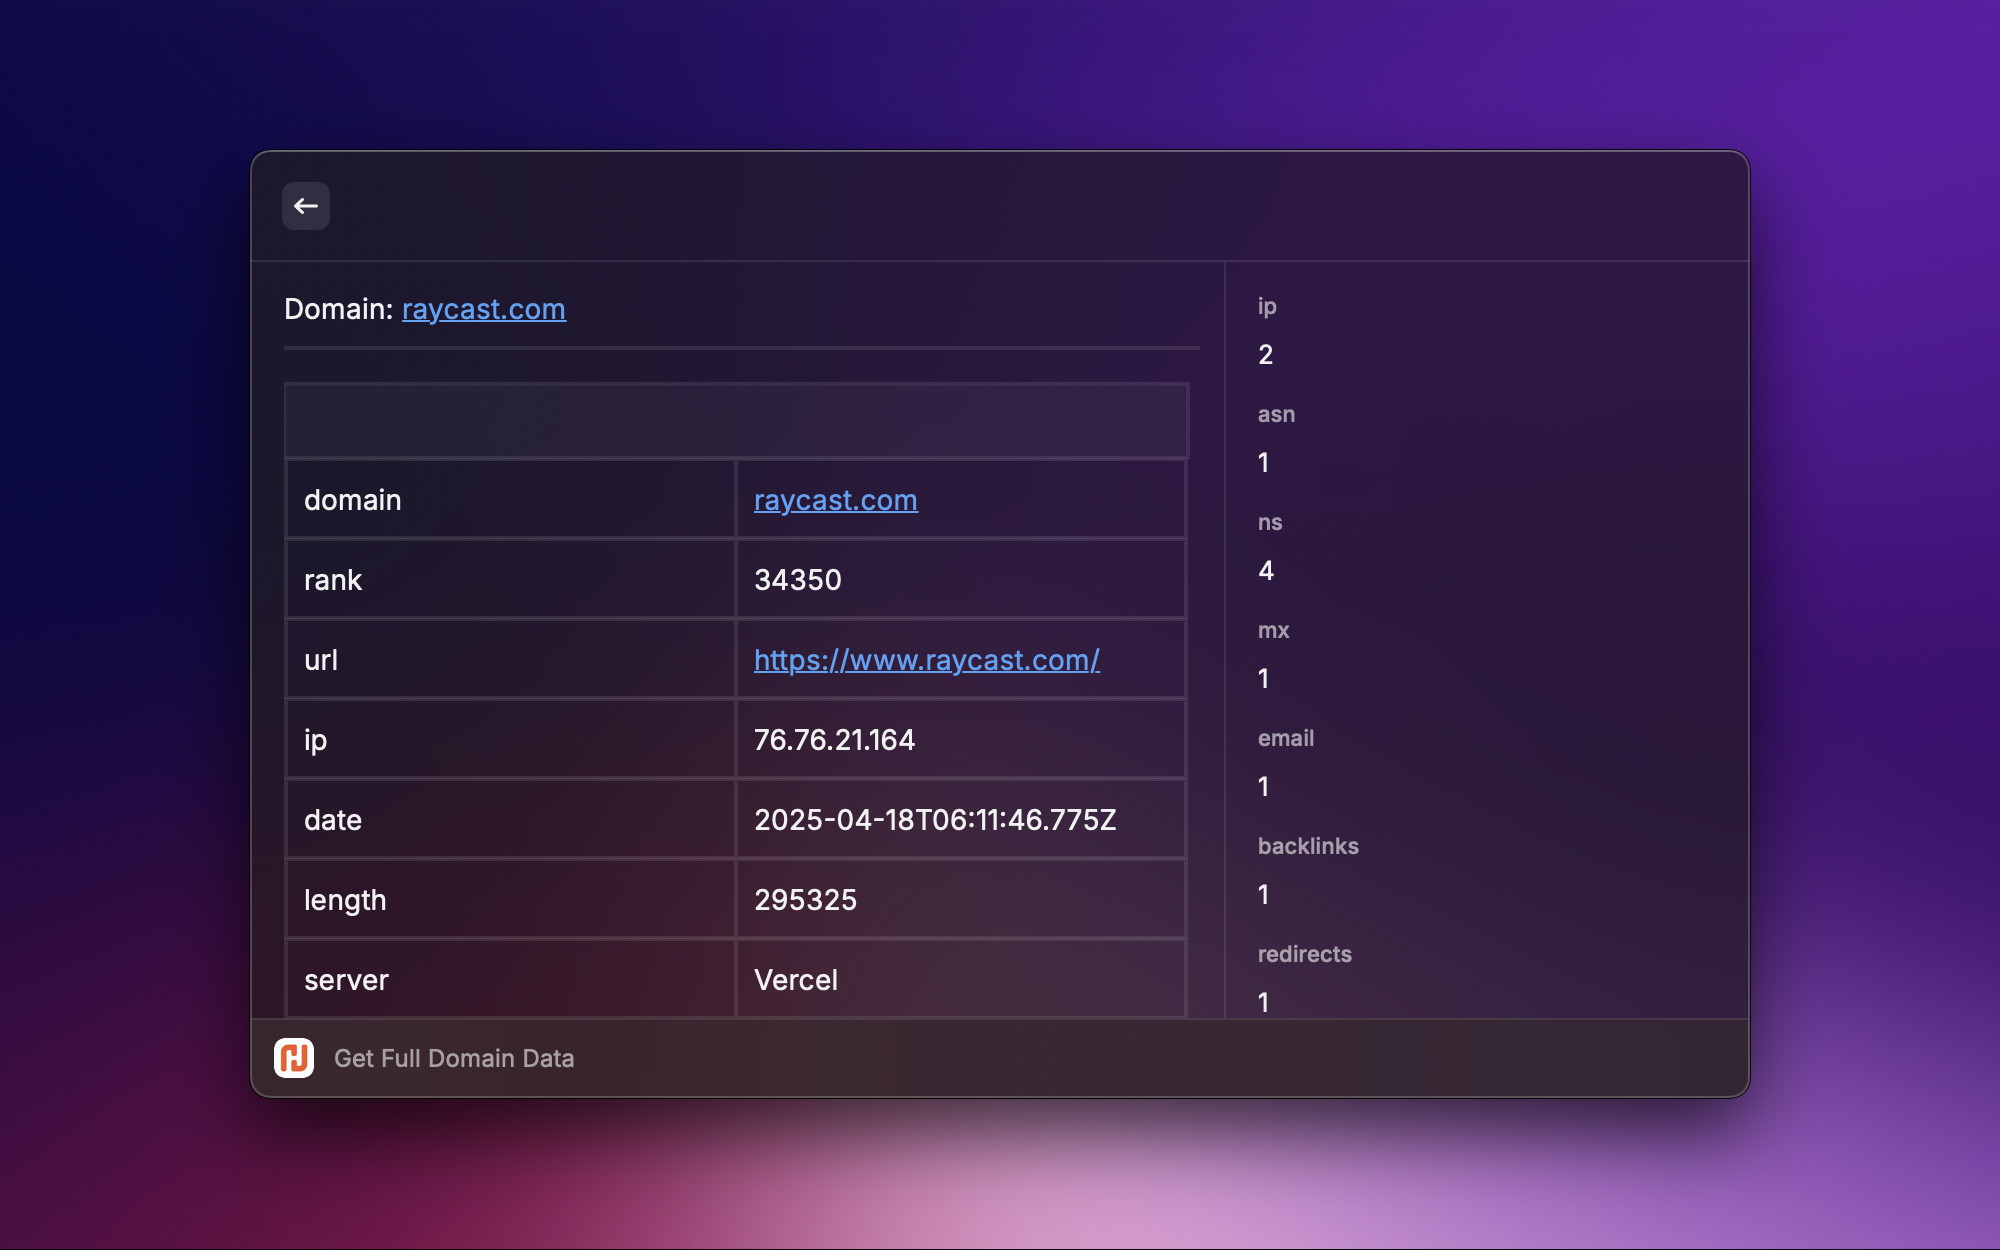 Domain: raycast.com
domain raycast.com
rank 34350
url https://www.raycast.com/
ip 76.76.21.164
date 2025-04-18T06:11:46.775Z
length 295325
server Vercel
ip
2
asn
1
ns
4
mx
1
email
1
backlinks
1
redirects
1
Get Full Domain Data